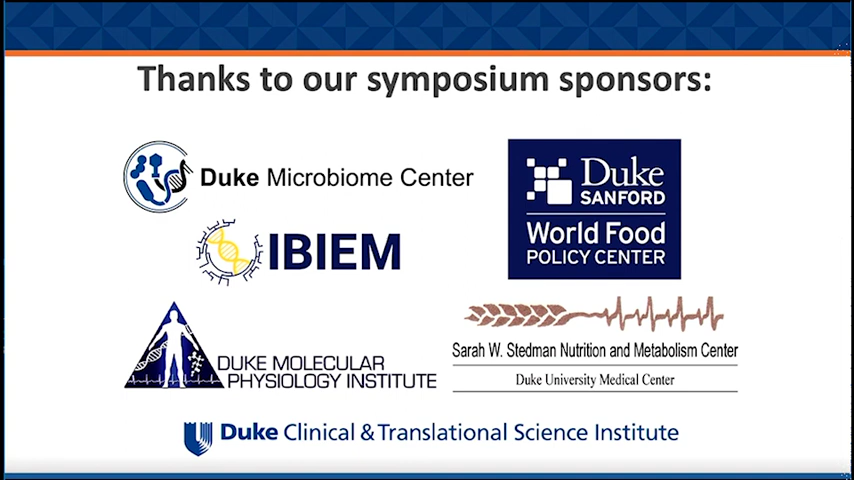 Thanks to our symposium sponsors:
Duke Microbiome Center
IBIEM
Duke
SANFORD
World Food
POLICY CENTER
DUKE MOLECULAR
PHYSIOLOGY INSTITUTE
Sarah W. Stedman Nutrition and Metabolism Center
Duke University Medical Center
Duke Clinical & Translational Science Institute